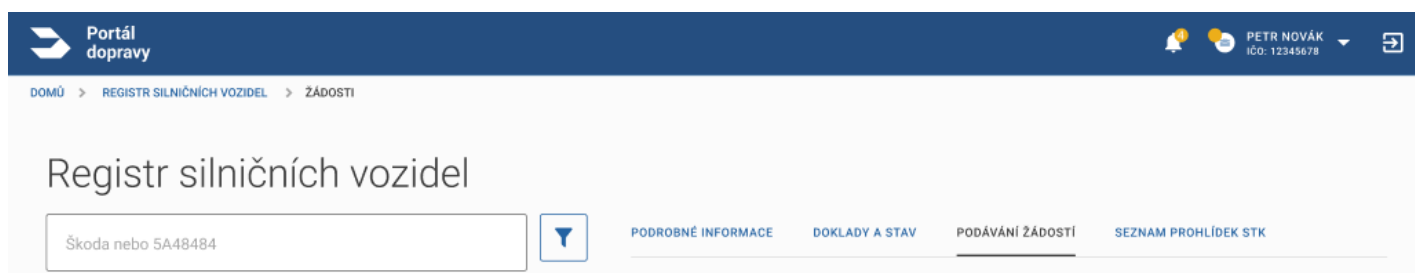 Portál
dopravy
4
PETR NOVÁK
IČO: 12345678
DOMŮ > REGISTR SILNIČNÍCH VOZIDEL > ŽÁDOSTI
Registr silničních vozidel
Škoda nebo 5A48484
PODROBNÉ INFORMACE DOKLADY A STAV PODÁVÁNÍ ŽÁDOSTÍ SEZNAM PROHLÍDEK STK